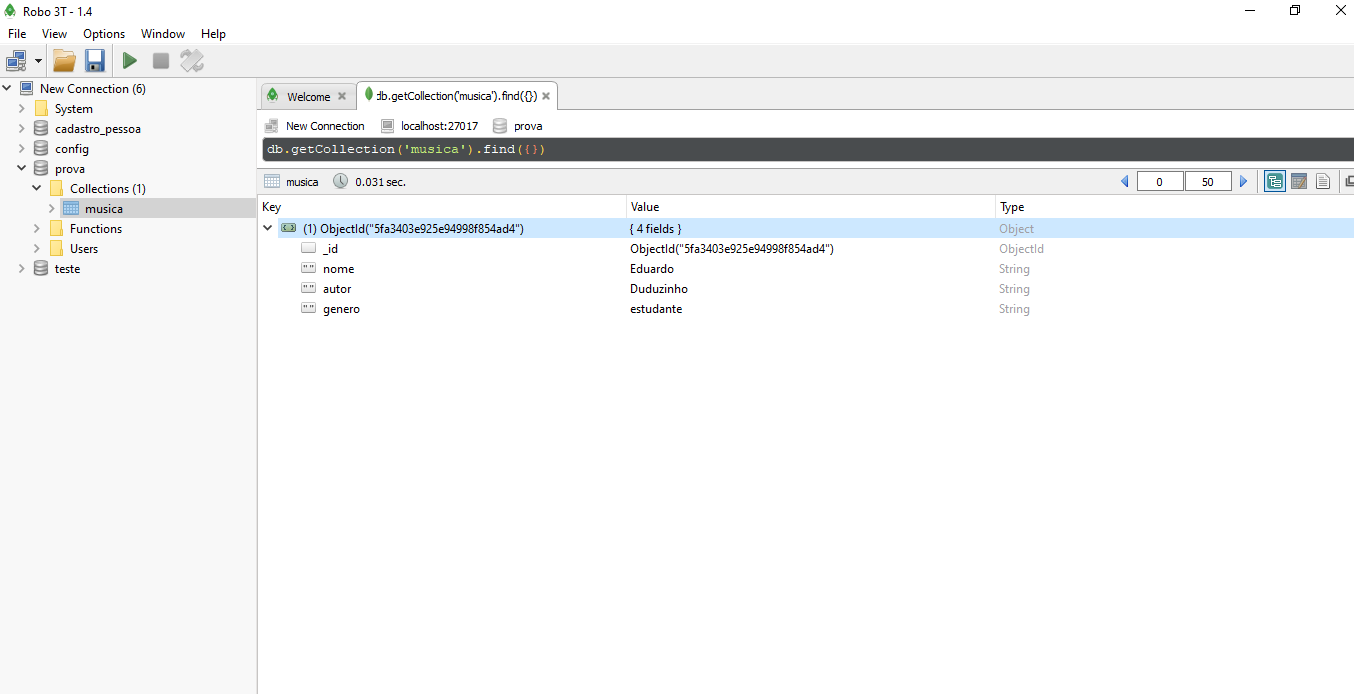 Robo 3T - 1.4
File View Options Window Help
New Connection (6)
System
cadastro_pessoa
config
prova
Collections (1)
musica
Functions
Users
teste
Welcome db.getCollection('musica').find({})
New Connection localhost:27017 prova
db.getCollection('musica').find({})
musica 0.031 sec. 0 50
Key Value Type
(1) ObjectId("5fa3403e925e94998f854ad4") { 4 fields } Object
_id ObjectId("5fa3403e925e94998f854ad4") ObjectId
nome Eduardo String
autor Duduzinho String
genero estudante String